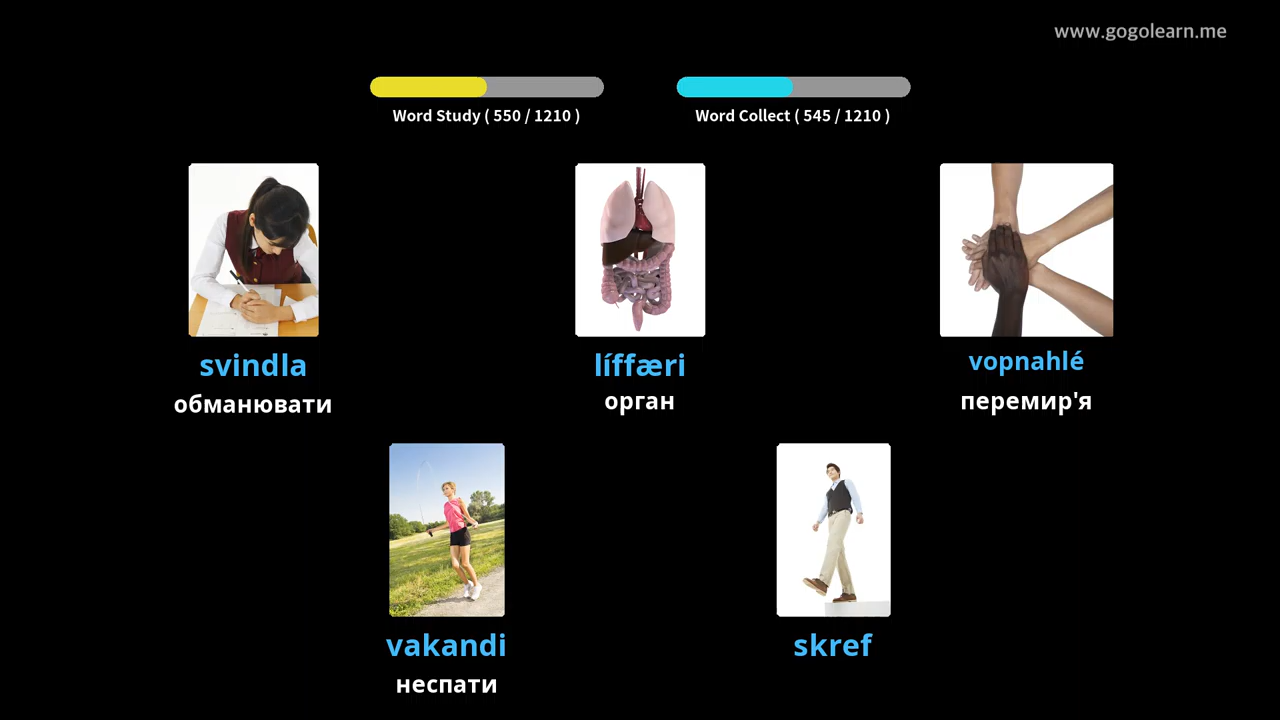 www.gogolearn.me
Word Study ( 550 / 1210 )
Word Collect ( 545 / 1210 )
svindla
обманювати
líffæri
орган
vopnahlé
перемир'я
vakandi
неспати
skref